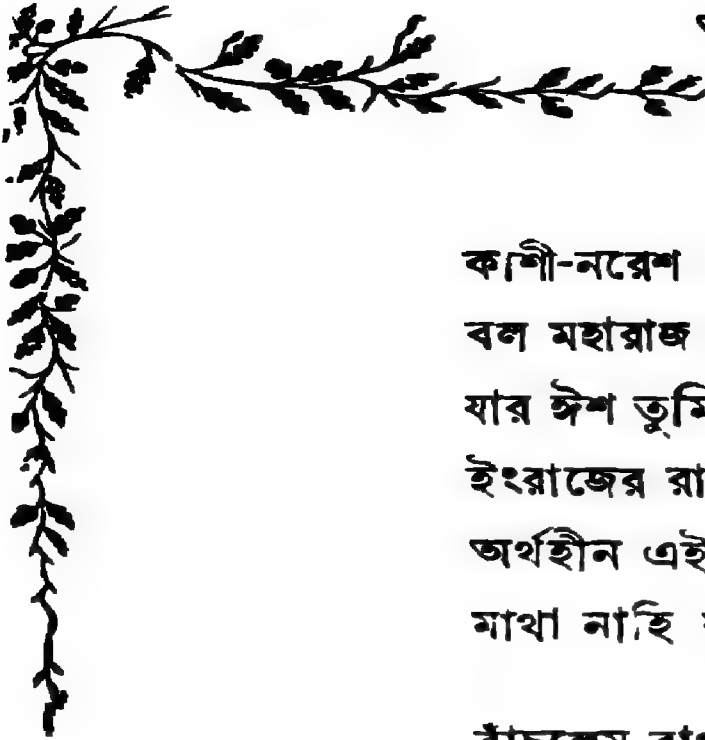 কাশী-নরেশ
বল মহারাজ
যার ঈশ তুমি
ইংরাজের রা
অর্থহীন এই
মাথা নাহি